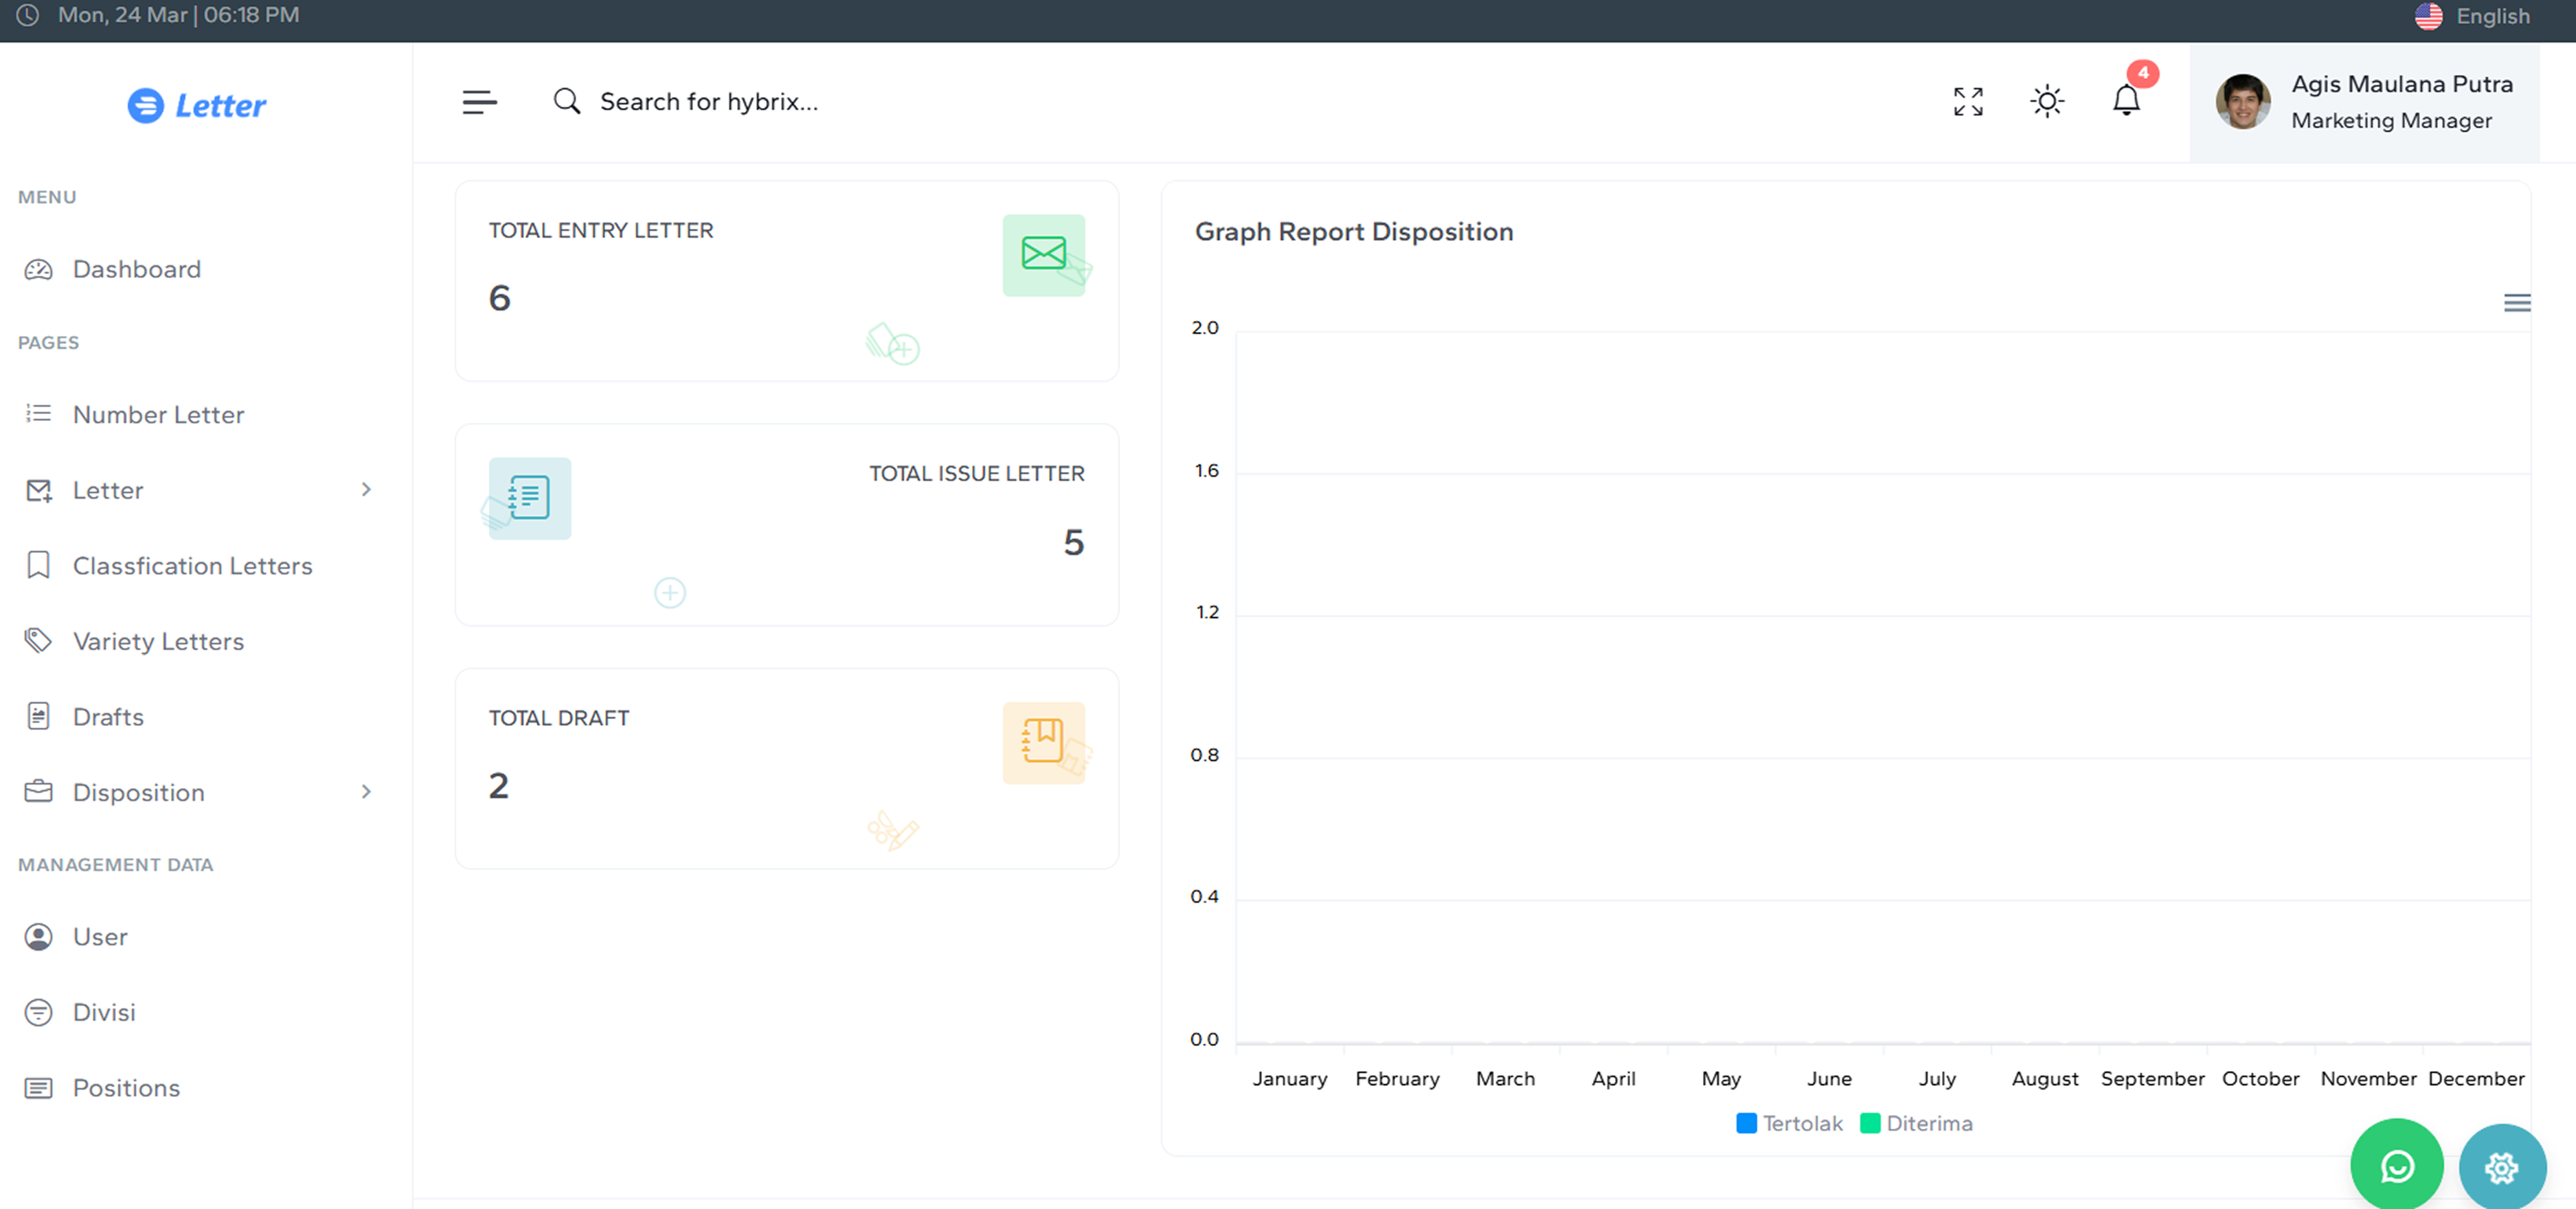 Mon, 24 Mar | 06:18 PM
English
Letter
Search for hybrix...
4
Agis Maulana Putra
Marketing Manager
MENU
Dashboard
PAGES
Number Letter
Letter
Classfication Letters
Variety Letters
Drafts
Disposition
MANAGEMENT DATA
User
Divisi
Positions
TOTAL ENTRY LETTER
6
TOTAL ISSUE LETTER
5
TOTAL DRAFT
2
Graph Report Disposition
2.0
1.6
1.2
0.8
0.4
0.0
January February March April May June July August September October November December
Tertolak Diterima